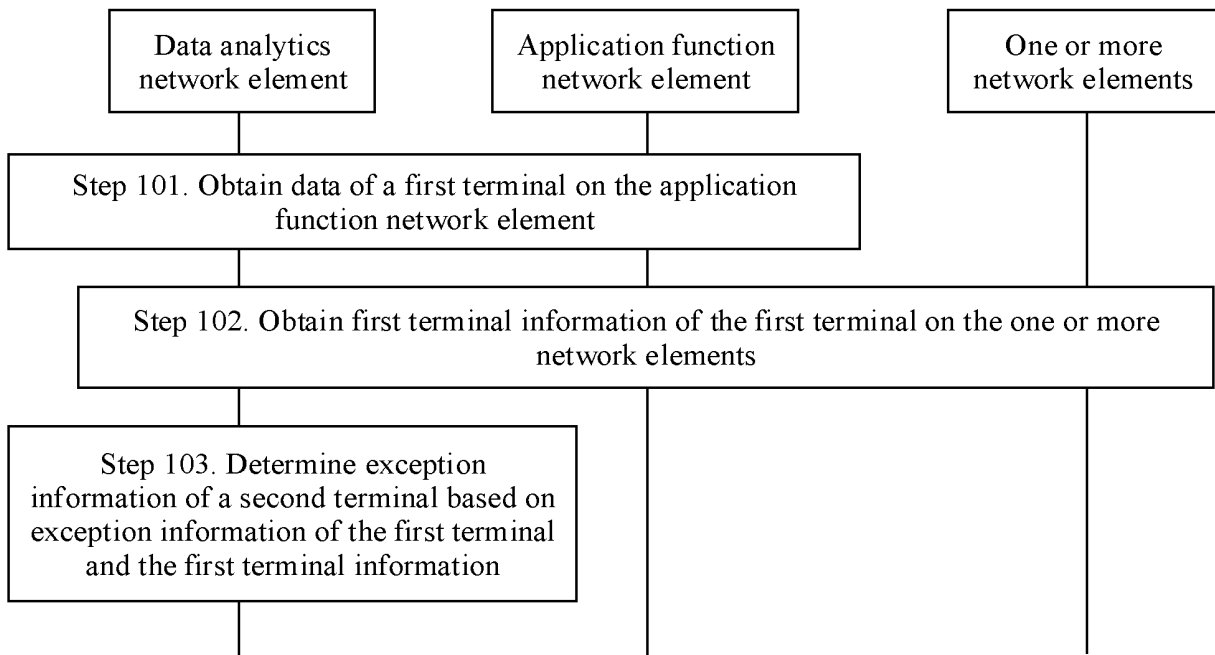 Data analytics
network element
Application function
network element
One or more
network elements
Step 101. Obtain data of a first terminal on the application
function network element
Step 102. Obtain first terminal information of the first terminal on the one or more
network elements
Step 103. Determine exception
information of a second terminal based on
exception information of the first terminal
and the first terminal information